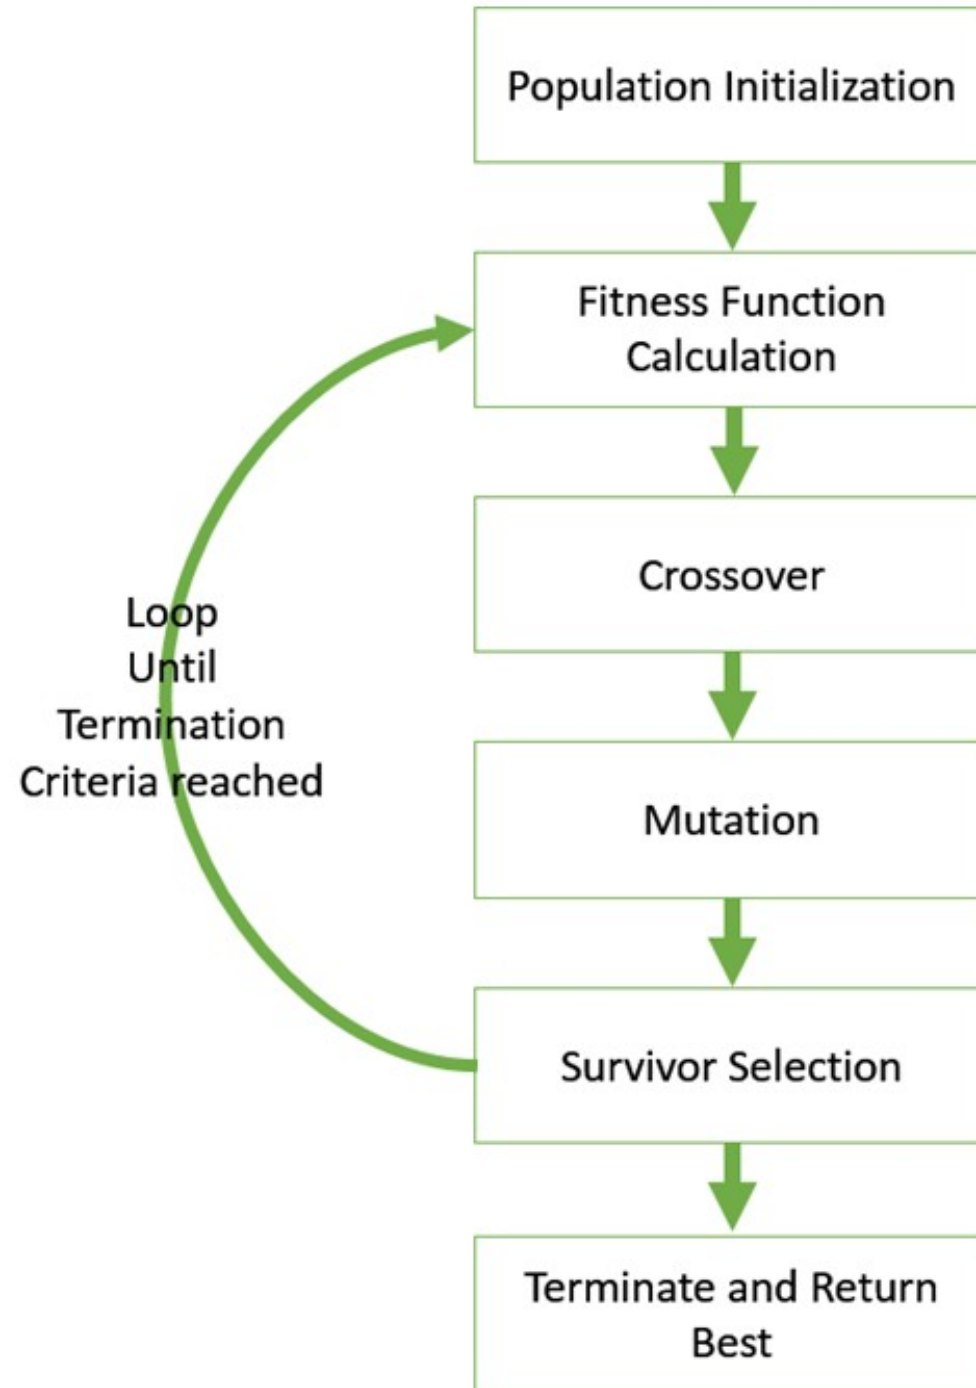 Population Initialization
Fitness Function
Calculation
Crossover
Loop
Until
Termination
Criteria reached
Mutation
Survivor Selection
Terminate and Return
Best